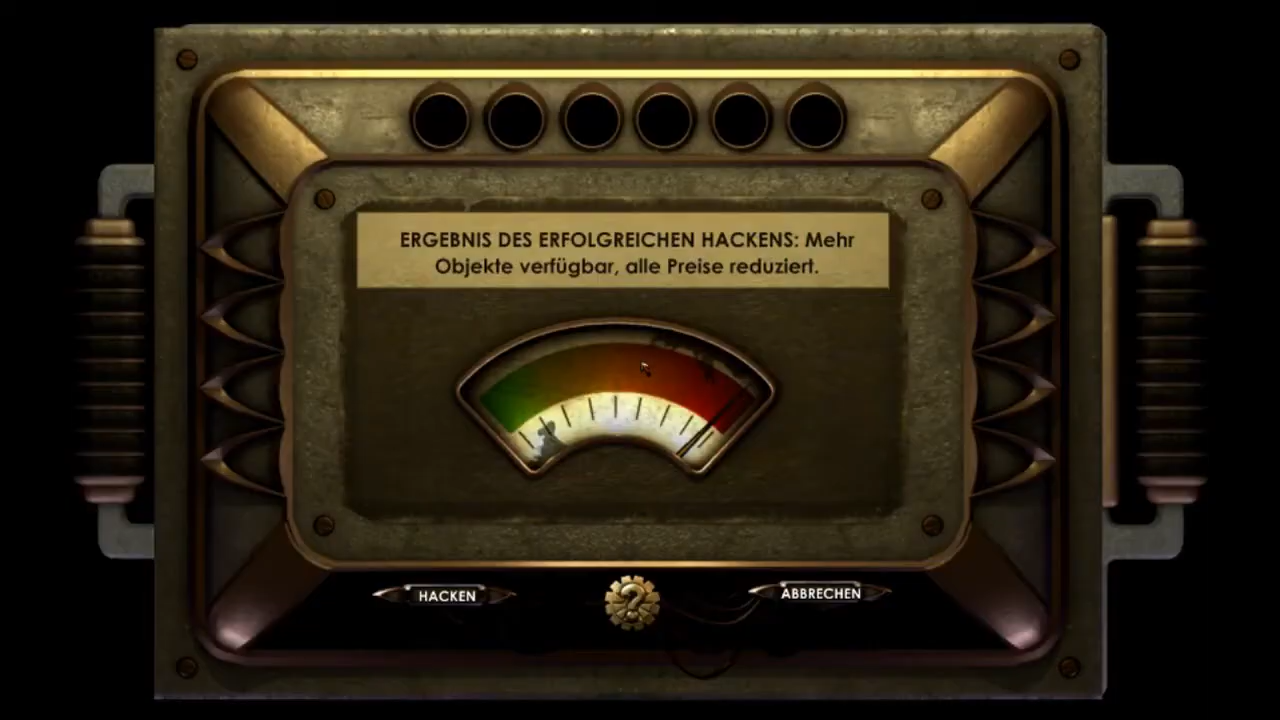 ERGEBNIS DES ERFOLGREICHEN HACKENS: Mehr
Objekte verfügbar, alle Preise reduziert.
HACKEN
?
ABBRECHEN